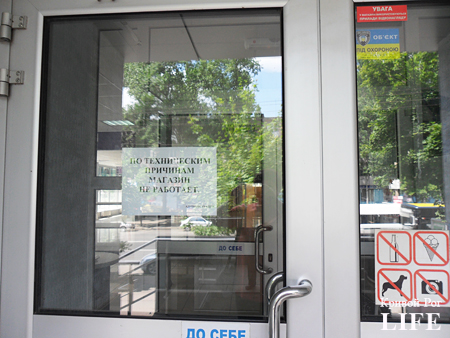 УВАГА
ОБ'ЄКТ
ПІД ОХОРОНОЮ
ПО ТЕХНИЧЕСКИМ
ПРИЧИНАМ
МАГАЗИН
НЕ РАБОТАЕТ.
ДО СЕБЕ
ДО СЕБЕ
Кривой Рог
LIFE